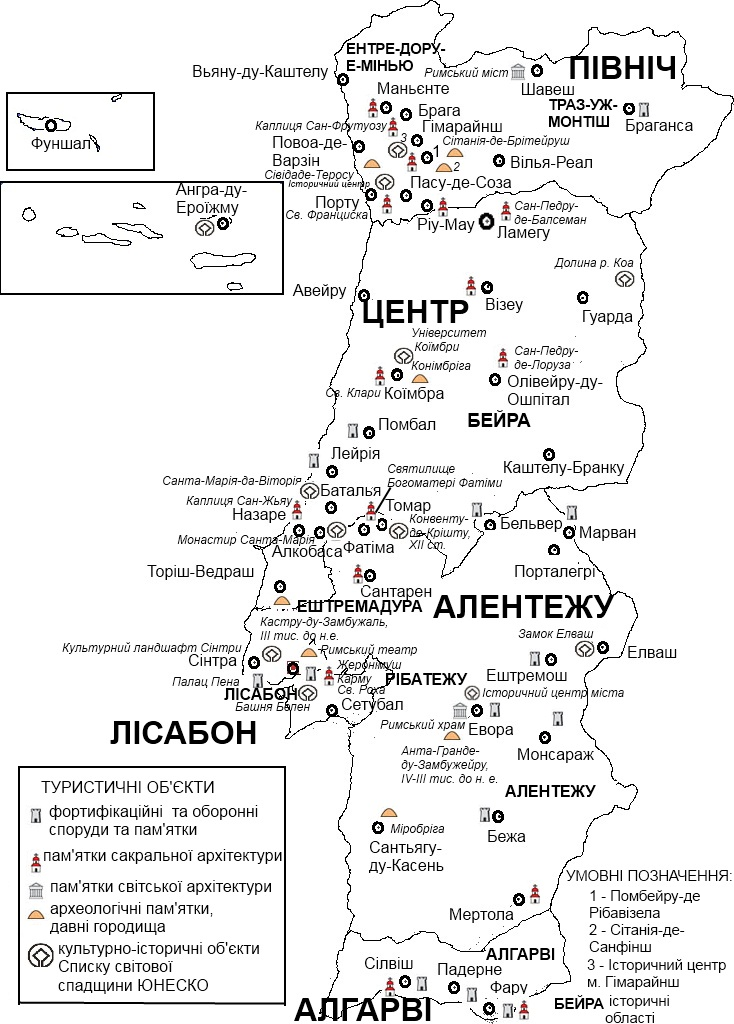 ЕНТРЕ-ДОРУ-
Е-МІНЬЮ
ПІВНІЧ
Вьяну-ду-Каштелу
Римський міст
Шавеш
Маньєнте
ТРАЗ-УЖ-
МОНТІШ
Брага
Браганса
Каплиця Сан-Фрутуозу
Гімарайнш
3
1
Сітанія-де-Брітейруш
Повоа-де-
Варзін
2
Вілья-Реал
Сівідаде-Террсу
Історичний центр
Пасу-де-Соза
Порту
Св. Франциска
Ріу-Мау
Сан-Педру-
де-Балсеман
Ламегу
Фуншал
Ангра-ду-
Ероїжму
Долина р. Коа
Авейру
ЦЕНТР
Візеу
Гуарда
Університет
Коїмбри
Конімбріга
Сан-Педру-
де-Лоруза
Св. Клари
Коїмбра
Олівейру-ду-
Ошпітал
БЕЙРА
Помбал
Лейрія
Каштелу-Бранку
Святилище
Богоматері Фатіми
Санта-Марія-да-Віторія
Баталья
Каплиця Сан-Жьяу
Назаре
Томар
Конвенту-
де-Крішту,
XII ст.
Бельвер
Марван
Монастир Санта-Марія
Алкобаса
Фатіма
Порталегрі
Торіш-Ведраш
Сантарен
ЕШТРЕМАДУРА
АЛЕНТЕЖУ
Кастру-ду-Замбужаль,
III тис. до н.е.
Культурний ландшафт Сінтри
Римський театр
Замок Елваш
Елваш
Сінтра
Жеронімуш
Карму
Св. Роха
РІБАТЕЖУ
Ештремош
Палац Пена
ЛІСАБОН
Башня Белен
Сетубал
Історичний центр міста
Римський храм
Евора
ЛІСАБОН
Монсараж
Анта-Гранде-
ду-Замбужейру,
IV-III тис. до н. е.
АЛЕНТЕЖУ
Міробріга
Бежа
Сантьягу-
ду-Касень
Мертола
АЛГАРВІ
Сілвіш
Падерне
Фару
АЛГАРВІ
ТУРИСТИЧНІ ОБ'ЄКТИ
фортифікаційні та оборонні
споруди та пам'ятки
пам'ятки сакральної архітектури
пам'ятки світської архітектури
археологічні пам'ятки,
давні городища
культурно-історичні об'єкти
Списку світової
спадщини ЮНЕСКО
УМОВНІ ПОЗНАЧЕННЯ:
1 - Помбейру-де
Рібавізела
2 - Сітанія-де-
Санфінш
3 - Історичний центр
м. Гімарайнш
БЕЙРА історичні
області